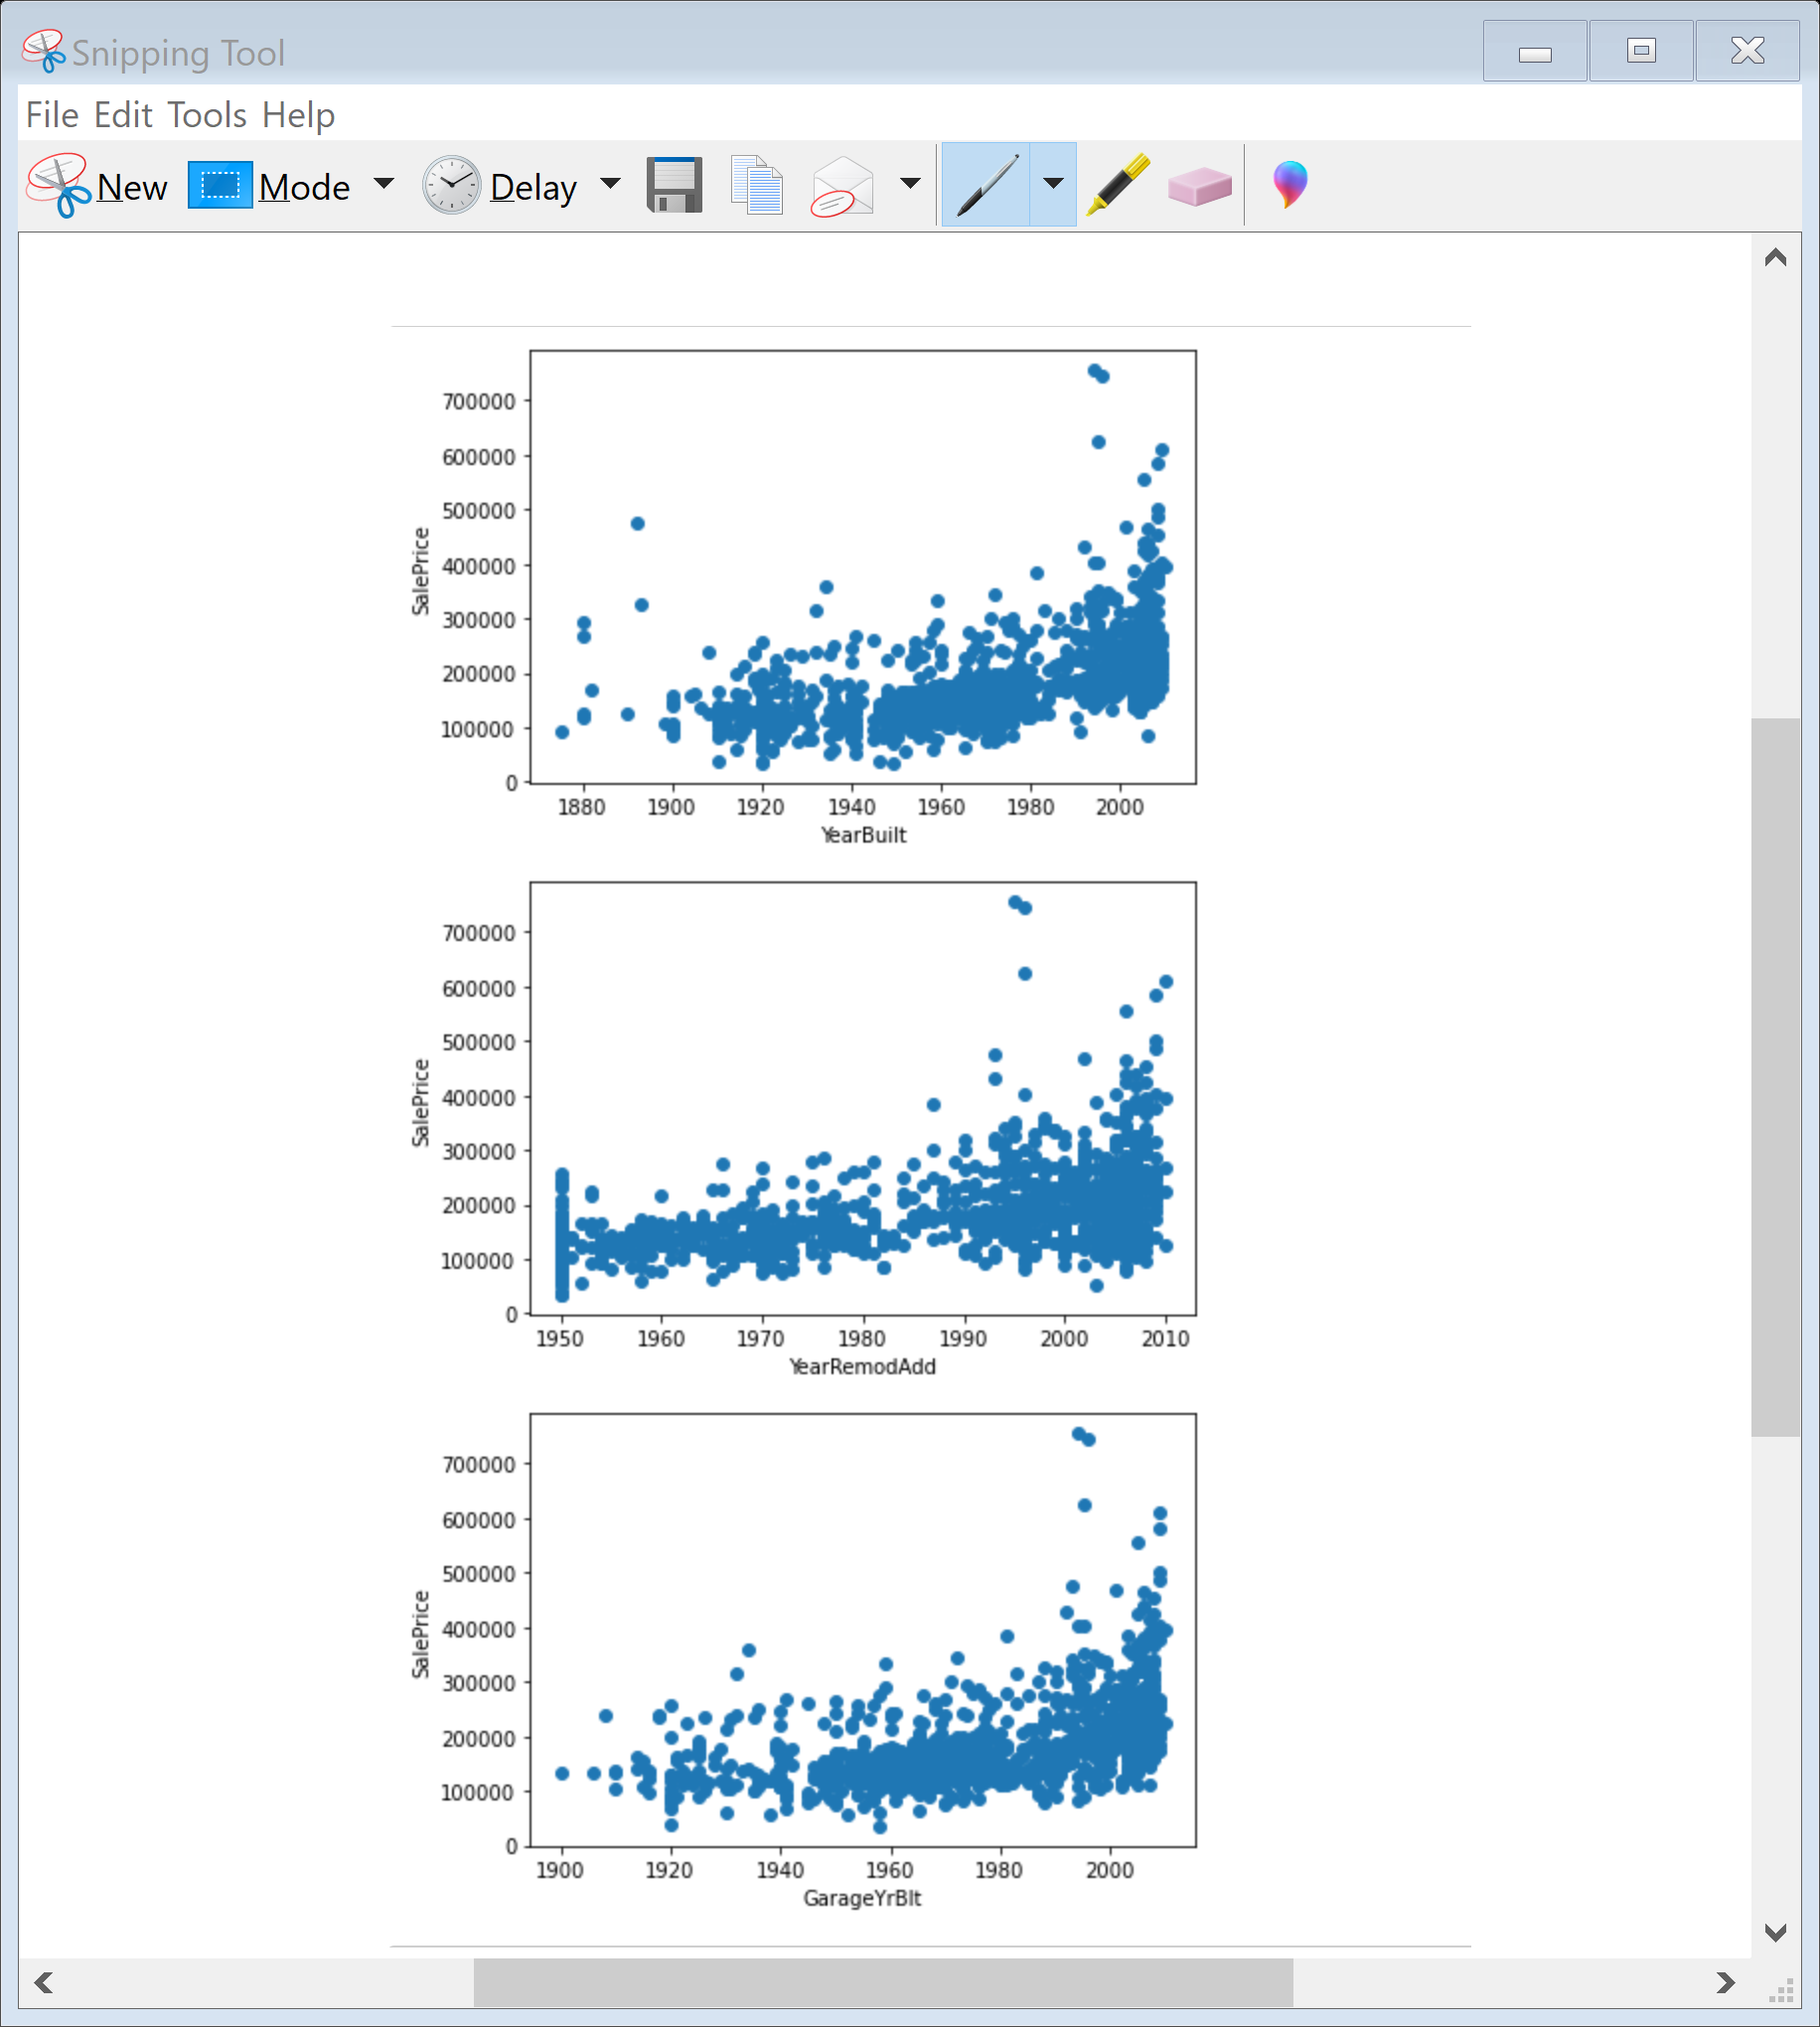 Snipping Tool
File Edit Tools Help
New Mode Delay
700000
600000
500000
400000
300000
200000
100000
0
SalePrice
1880 1900 1920 1940 1960 1980 2000
YearBuilt
700000
600000
500000
400000
300000
200000
100000
0
SalePrice
1950 1960 1970 1980 1990 2000 2010
YearRemodAdd
700000
600000
500000
400000
300000
200000
100000
0
SalePrice
1900 1920 1940 1960 1980 2000
GarageYrBlt